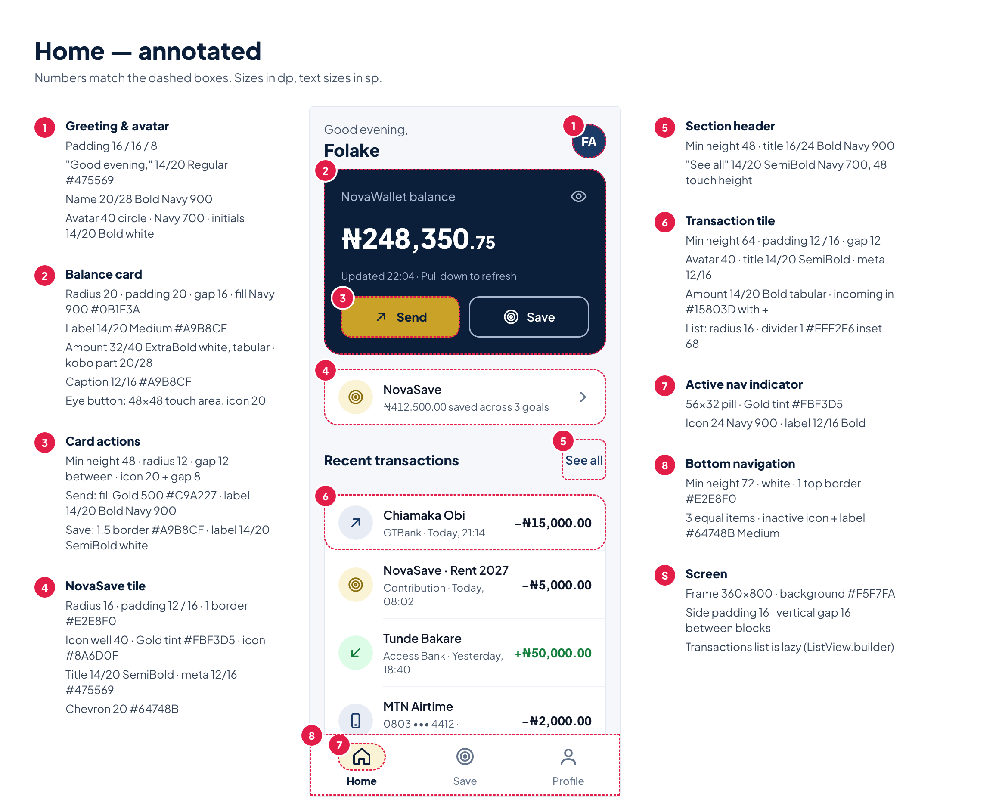 Home — annotated
Numbers match the dashed boxes. Sizes in dp, text sizes in sp.
1
Greeting & avatar
Padding 16 / 16 / 8
"Good evening," 14/20 Regular
#475569
Name 20/28 Bold Navy 900
Avatar 40 circle · Navy 700 · initials
14/20 Bold white
2
Balance card
Radius 20 · padding 20 · gap 16 · fill Navy
900 #0B1F3A
Label 14/20 Medium #A9B8CF
Amount 32/40 ExtraBold white, tabular ·
kobo part 20/28
Caption 12/16 #A9B8CF
Eye button: 48×48 touch area, icon 20
3
Card actions
Min height 48 · radius 12 · gap 12
between · icon 20 + gap 8
Send: fill Gold 500 #C9A227 · label
14/20 Bold Navy 900
Save: 1.5 border #A9B8CF · label 14/20
SemiBold white
4
NovaSave tile
Radius 16 · padding 12 / 16 · 1 border
#E2E8F0
Icon well 40 · Gold tint #FBF3D5 · icon
#8A6D0F
Title 14/20 SemiBold · meta 12/16
#475569
Chevron 20 #64748B
Good evening,
Folake
1
FA
2
NovaWallet balance
₦248,350.75
Updated 22:04 · Pull down to refresh
3
Send
Save
4
NovaSave
₦412,500.00 saved across 3 goals
5
Recent transactions
See all
6
Chiamaka Obi
GTBank · Today, 21:14
−₦15,000.00
NovaSave · Rent 2027
Contribution · Today,
08:02
−₦5,000.00
Tunde Bakare
Access Bank · Yesterday,
18:40
+₦50,000.00
MTN Airtime
0803 ••• 4412 ·
−₦2,000.00
8
7
Home
Save
Profile
5
Section header
Min height 48 · title 16/24 Bold Navy 900
"See all" 14/20 SemiBold Navy 700, 48
touch height
6
Transaction tile
Min height 64 · padding 12 / 16 · gap 12
Avatar 40 · title 14/20 SemiBold · meta
12/16
Amount 14/20 Bold tabular · incoming in
#15803D with +
List: radius 16 · divider 1 #EEF2F6 inset
68
7
Active nav indicator
56×32 pill · Gold tint #FBF3D5
Icon 24 Navy 900 · label 12/16 Bold
8
Bottom navigation
Min height 72 · white · 1 top border
#E2E8F0
3 equal items · inactive icon + label
#64748B Medium
S
Screen
Frame 360×800 · background #F5F7FA
Side padding 16 · vertical gap 16
between blocks
Transactions list is lazy (ListView.builder)